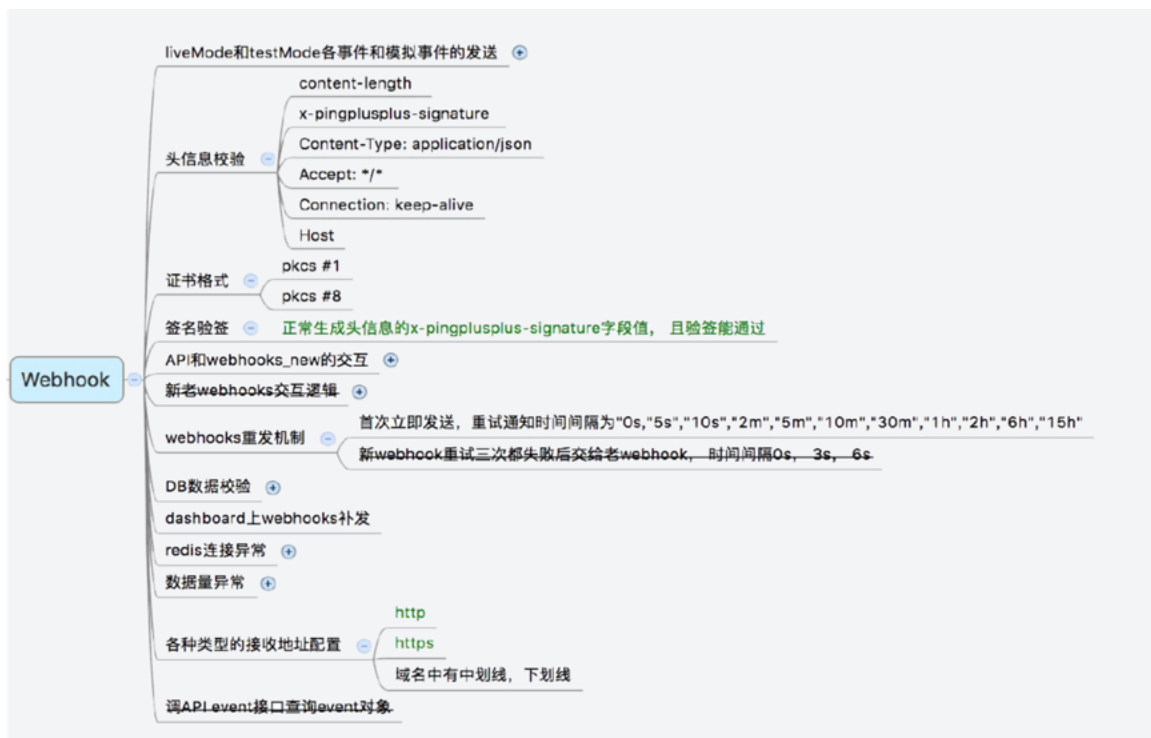 liveMode和testMode各事件和模拟事件的发送
头信息校验
content-length
x-pingplusplus-signature
Content-Type: application/json
Accept: */*
Connection: keep-alive
Host
证书格式
pkcs #1
pkcs #8
签名验签
正常生成头信息的x-pingplusplus-signature字段值， 且验签能通过
Webhook
API和webhooks_new的交互
新老webhooks交互逻辑
webhooks重发机制
首次立即发送，重试通知时间间隔为"0s,"5s","10s","2m","5m","10m","30m","1h","2h","6h","15h"
新webhook重试三次都失败后交给老webhook， 时间间隔0s， 3s， 6s
DB数据校验
dashboard上webhooks补发
redis连接异常
数据量异常
各种类型的接收地址配置
http
https
域名中有中划线，下划线
调API event接口查询event对象